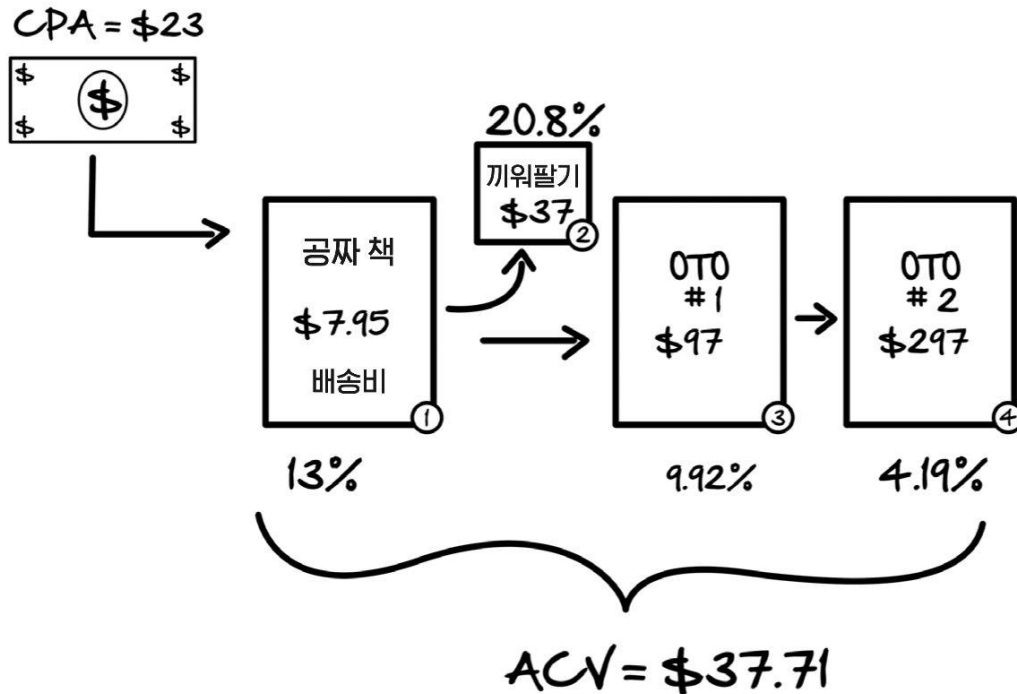 CPA = $23
$ $
$
$ $
20.8%
끼워팔기
$37
②
공짜 책
$7.95
배송비
①
13%
OTO
#1
$97
③
9.92%
OTO
#2
$297
④
4.19%
ACV = $37.71